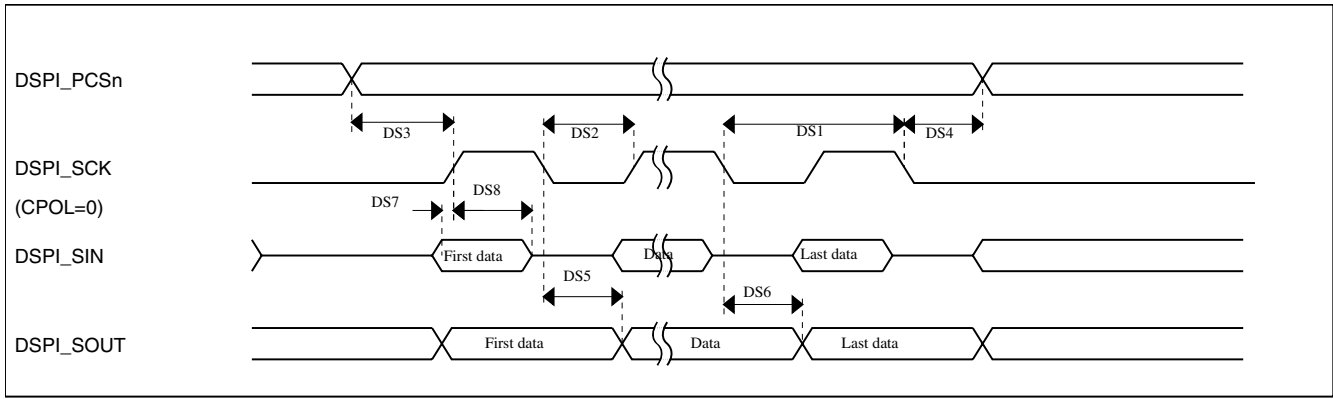 DSPI_PCSn
DS3
DS2
DS1
DS4
DSPI_SCK
(CPOL=0)
DS7
DS8
DSPI_SIN
First data
Data
Last data
DS5
DS6
DSPI_SOUT
First data
Data
Last data